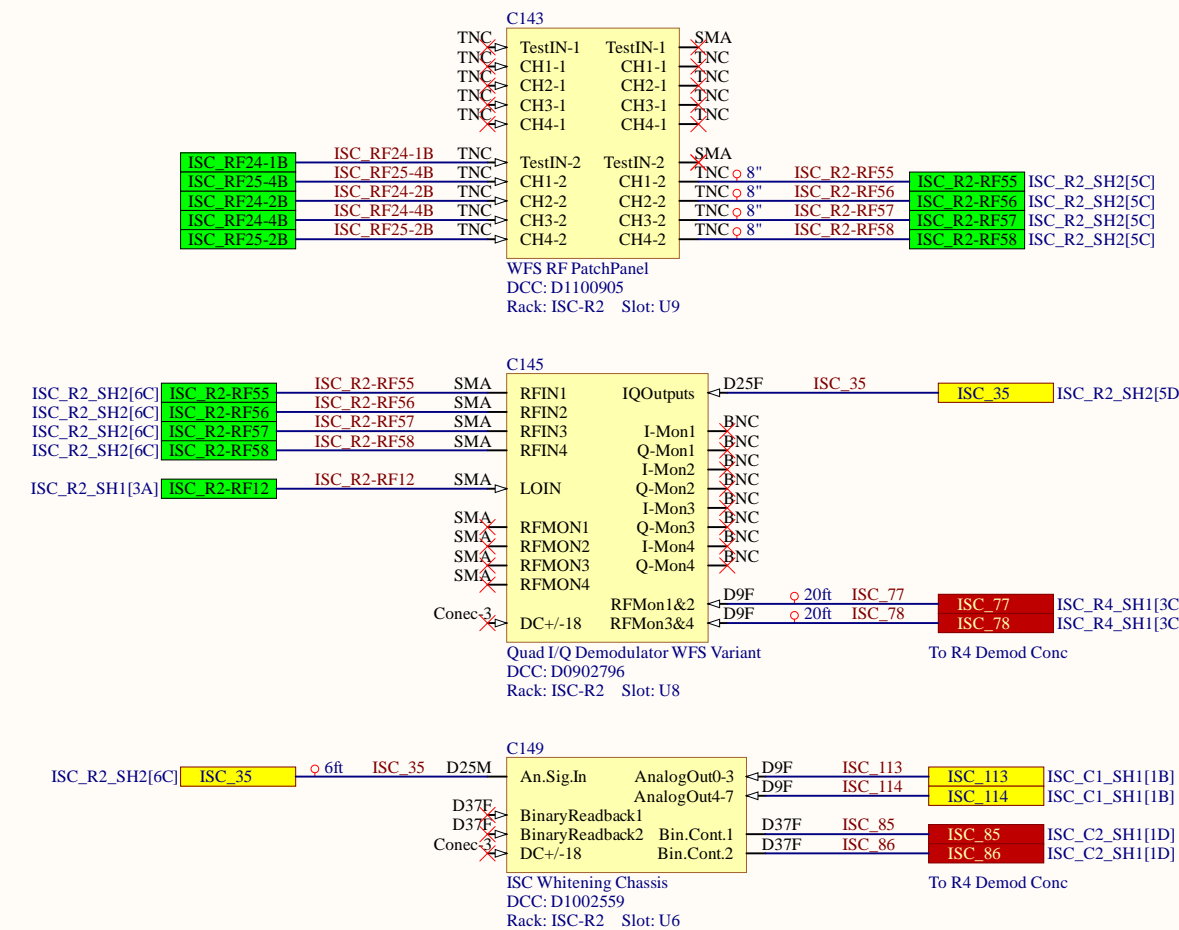 C143
TNC TestIN-1 TestIN-1 SMA
TNC CH1-1 CH1-1 TNC
TNC CH2-1 CH2-1 TNC
TNC CH3-1 CH3-1 TNC
TNC CH4-1 CH4-1 TNC
ISC_RF24-1B ISC_RF24-1B TNC TestIN-2 TestIN-2 SMA
ISC_RF25-4B ISC_RF25-4B TNC CH1-2 CH1-2 TNC 8" ISC_R2-RF55 ISC_R2-RF55 ISC_R2_SH2[5C]
ISC_RF24-2B ISC_RF24-2B TNC CH2-2 CH2-2 TNC 8" ISC_R2-RF56 ISC_R2-RF56 ISC_R2_SH2[5C]
ISC_RF24-4B ISC_RF24-4B TNC CH3-2 CH3-2 TNC 8" ISC_R2-RF57 ISC_R2-RF57 ISC_R2_SH2[5C]
ISC_RF25-2B ISC_RF25-2B TNC CH4-2 CH4-2 TNC 8" ISC_R2-RF58 ISC_R2-RF58 ISC_R2_SH2[5C]
WFS RF PatchPanel
DCC: D1100905
Rack: ISC-R2 Slot: U9
C145
ISC_R2_SH2[6C] ISC_R2-RF55 ISC_R2-RF55 SMA RFIN1 IQOutputs D25F ISC_35 ISC_35 ISC_R2_SH2[5D
ISC_R2_SH2[6C] ISC_R2-RF56 ISC_R2-RF56 SMA RFIN2
ISC_R2_SH2[6C] ISC_R2-RF57 ISC_R2-RF57 SMA RFIN3 I-Mon1 BNC
ISC_R2_SH2[6C] ISC_R2-RF58 ISC_R2-RF58 SMA RFIN4 Q-Mon1 BNC
I-Mon2 BNC
ISC_R2_SH1[3A] ISC_R2-RF12 ISC_R2-RF12 SMA LOIN Q-Mon2 BNC
I-Mon3 BNC
SMA RFMON1 Q-Mon3 BNC
SMA RFMON2 I-Mon4 BNC
SMA RFMON3 Q-Mon4 BNC
SMA RFMON4
RFMon1&2 D9F 20ft ISC_77 ISC_77 ISC_R4_SH1[3C
Conec-3 DC+/-18 RFMon3&4 D9F 20ft ISC_78 ISC_78 ISC_R4_SH1[3C
Quad I/Q Demodulator WFS Variant To R4 Demod Conc
DCC: D0902796
Rack: ISC-R2 Slot: U8
C149
ISC_R2_SH2[6C] ISC_35 6ft ISC_35 D25M An.Sig.In AnalogOut0-3 D9F ISC_113 ISC_113 ISC_C1_SH1[1B]
AnalogOut4-7 D9F ISC_114 ISC_114 ISC_C1_SH1[1B]
D37F BinaryReadback1
D37F BinaryReadback2 Bin.Cont.1 D37F ISC_85 ISC_85 ISC_C2_SH1[1D]
Conec-3 DC+/-18 Bin.Cont.2 D37F ISC_86 ISC_86 ISC_C2_SH1[1D]
ISC Whitening Chassis To R4 Demod Conc
DCC: D1002559
Rack: ISC-R2 Slot: U6